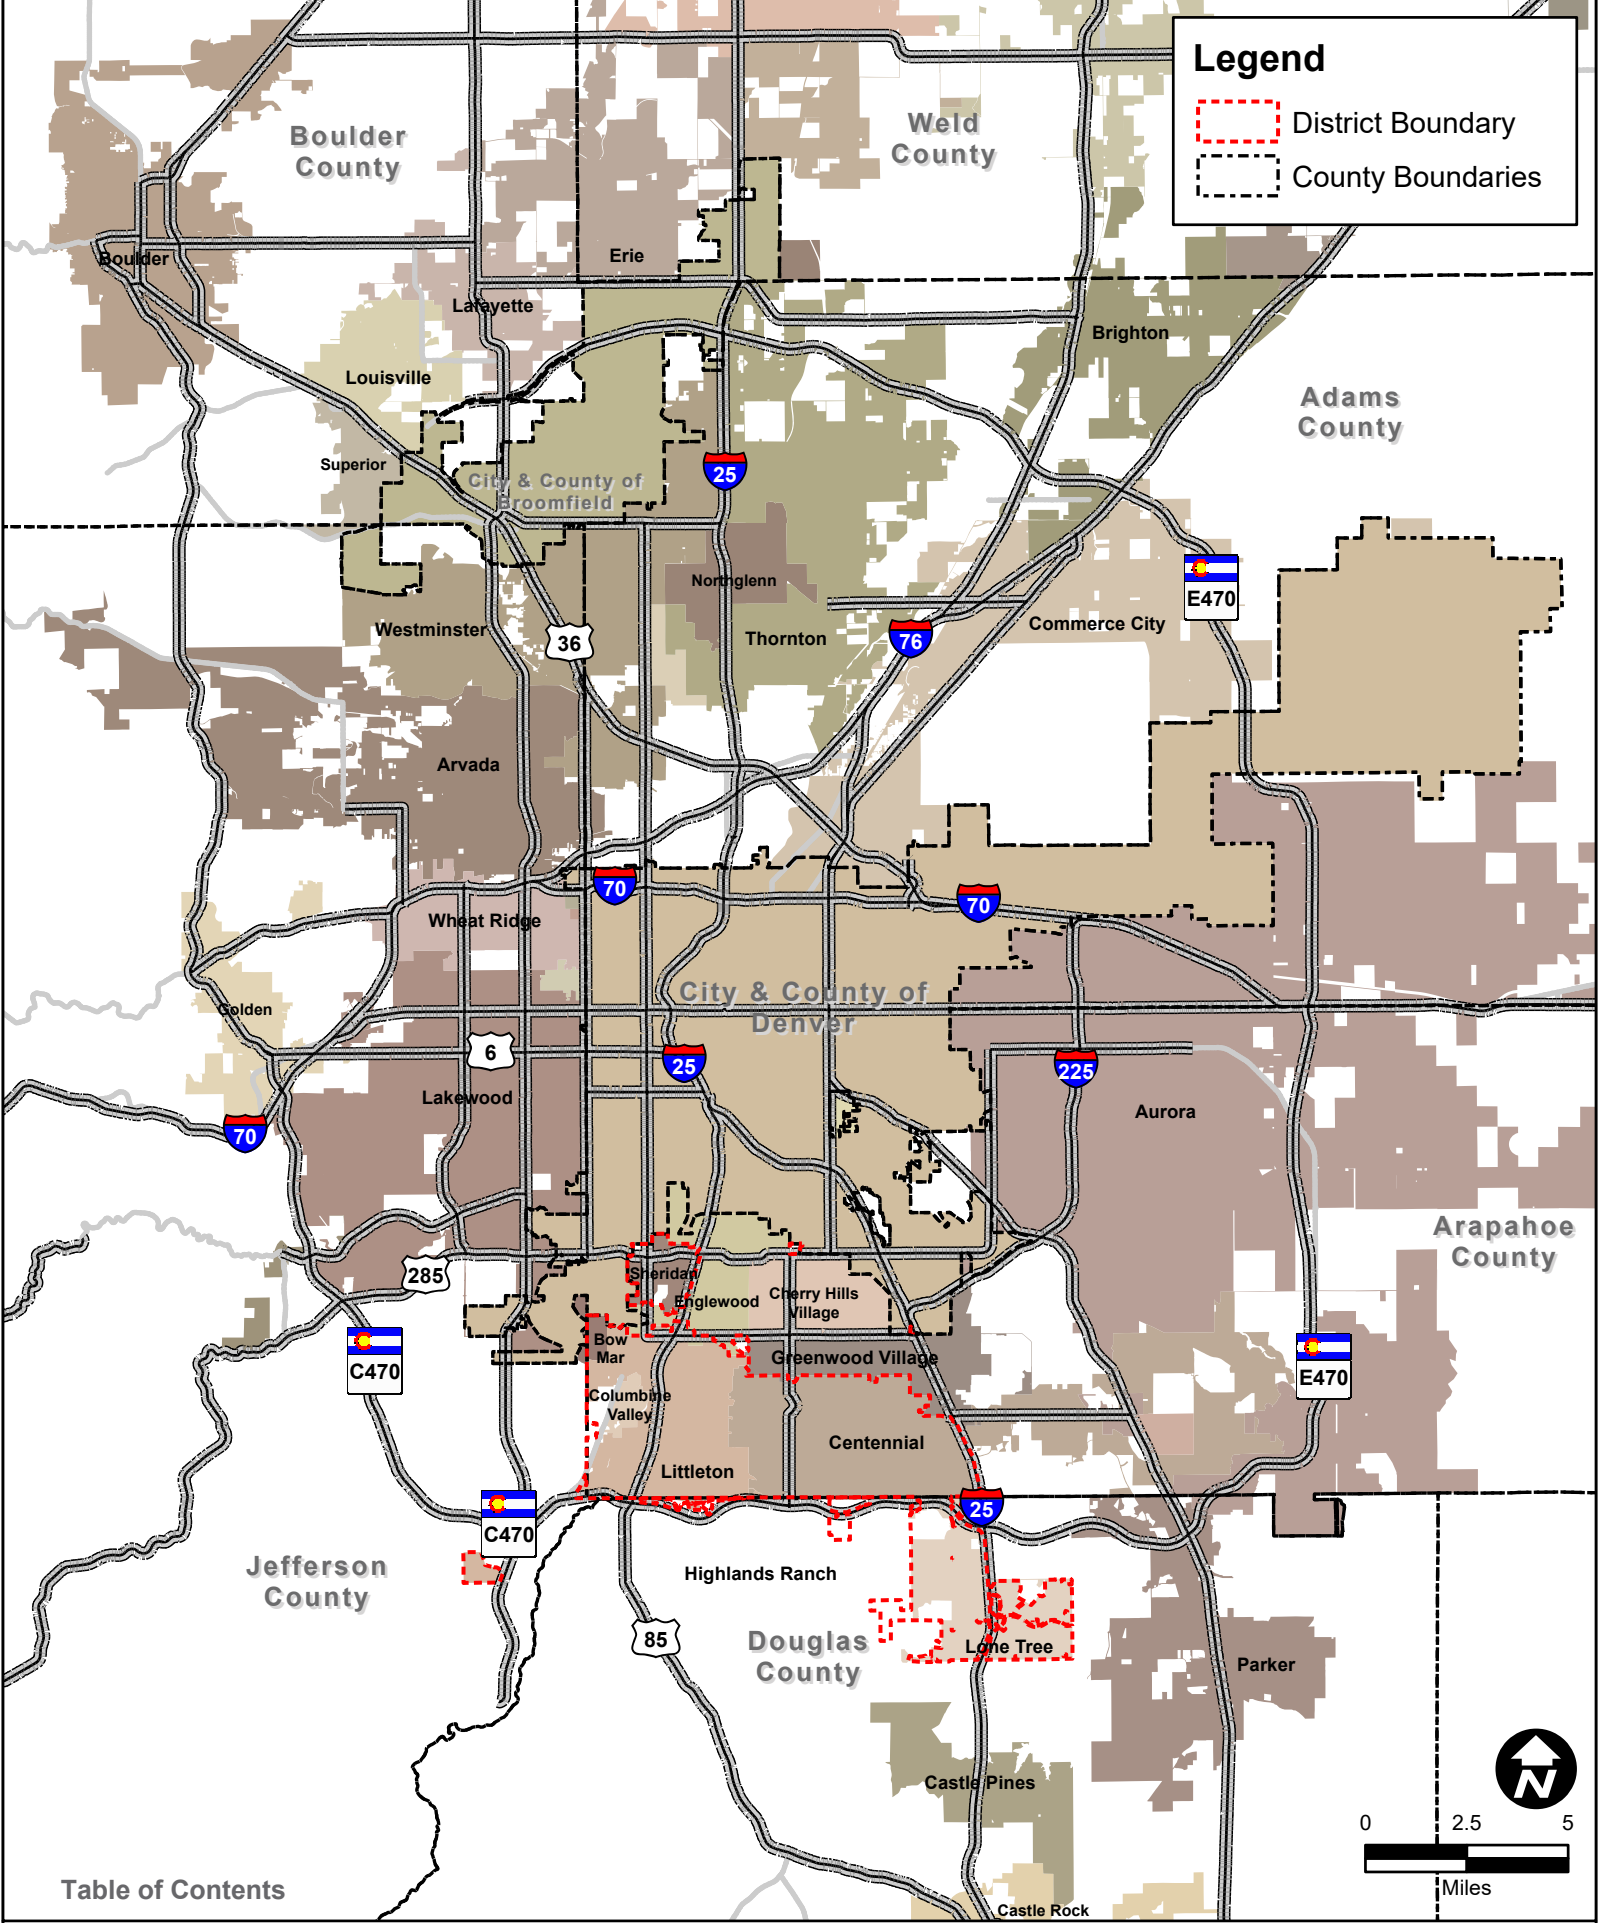 Legend
District Boundary
County Boundaries
Boulder
County
Weld
County
Boulder
Erie
Lafayette
Brighton
Louisville
Adams
County
Superior
25
City & County of
Broomfield
Northglenn
E470
Westminster
36
Thornton
76
Commerce City
Arvada
70
70
Wheat Ridge
City & County of
Denver
Golden
6
25
225
Lakewood
Aurora
70
Arapahoe
County
285
Sheridan
Englewood
Cherry Hills
Village
Bow
Mar
Greenwood Village
C470
E470
Columbine
Valley
Centennial
Littleton
25
C470
Jefferson
County
Highlands Ranch
85
Douglas
County
Lone Tree
Parker
Castle Pines
N
0 2.5 5
Miles
Table of Contents
Castle Rock